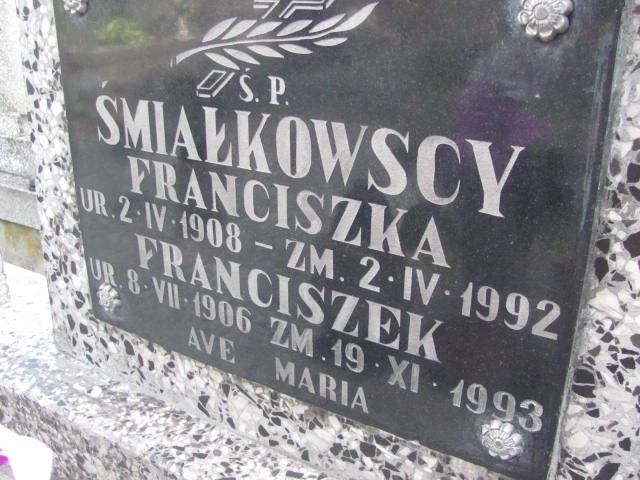 Ś. P.
ŚMIAŁKOWSCY
FRANCISZKA
UR. 2·IV·1908 – ZM. 2·IV·1992
FRANCISZEK
UR. 8·VII·1906 ZM. 19·XI·1993
AVE MARIA